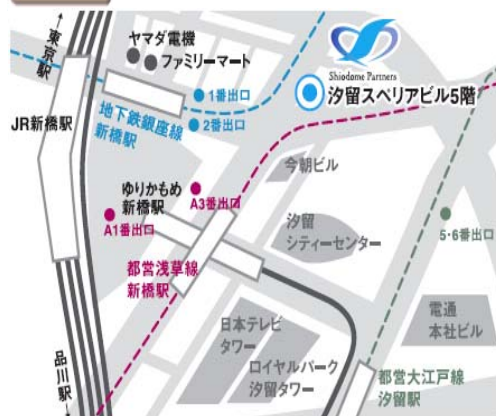 ←東京駅
ヤマダ電機
ファミリーマート
Shiodome Partners
汐留スペリアビル5階
1番出口
2番出口
地下鉄銀座線
新橋駅
JR新橋駅
今朝ビル
ゆりかもめ
新橋駅
A3番出口
A1番出口
汐留
シティーセンター
5・6番出口
都営浅草線
新橋駅
日本テレビ
タワー
ロイヤルパーク
汐留タワー
電通
本社ビル
都営大江戸線
汐留駅
品川駅→